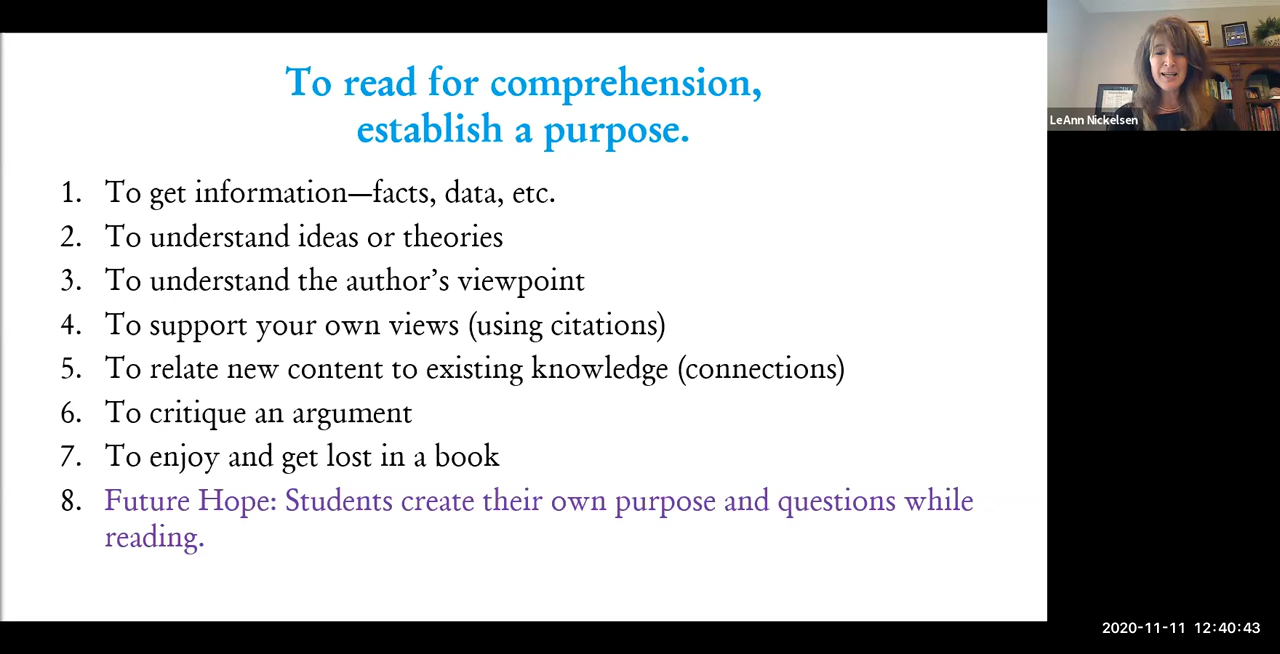 To read for comprehension,
establish a purpose.
1. To get information—facts, data, etc.
2. To understand ideas or theories
3. To understand the author’s viewpoint
4. To support your own views (using citations)
5. To relate new content to existing knowledge (connections)
6. To critique an argument
7. To enjoy and get lost in a book
8. Future Hope: Students create their own purpose and questions while
reading.
LeAnn Nickelsen
2020-11-11 12:40:43